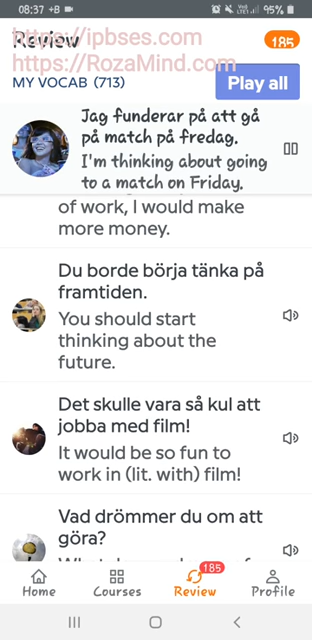 08:37 +B
95%
https://ipbses.com
Review
185
https://RozaMind.com
MY VOCAB (713)
Play all
Jag funderar på att gå
på match på fredag.
I'm thinking about going
to a match on Friday.
of work, I would make
more money.
Du borde börja tänka på
framtiden.
You should start
thinking about the
future.
Det skulle vara så kul att
jobba med film!
It would be so fun to
work in (lit. with) film!
Vad drömmer du om att
göra?
185
Home
Courses
Review
Profile